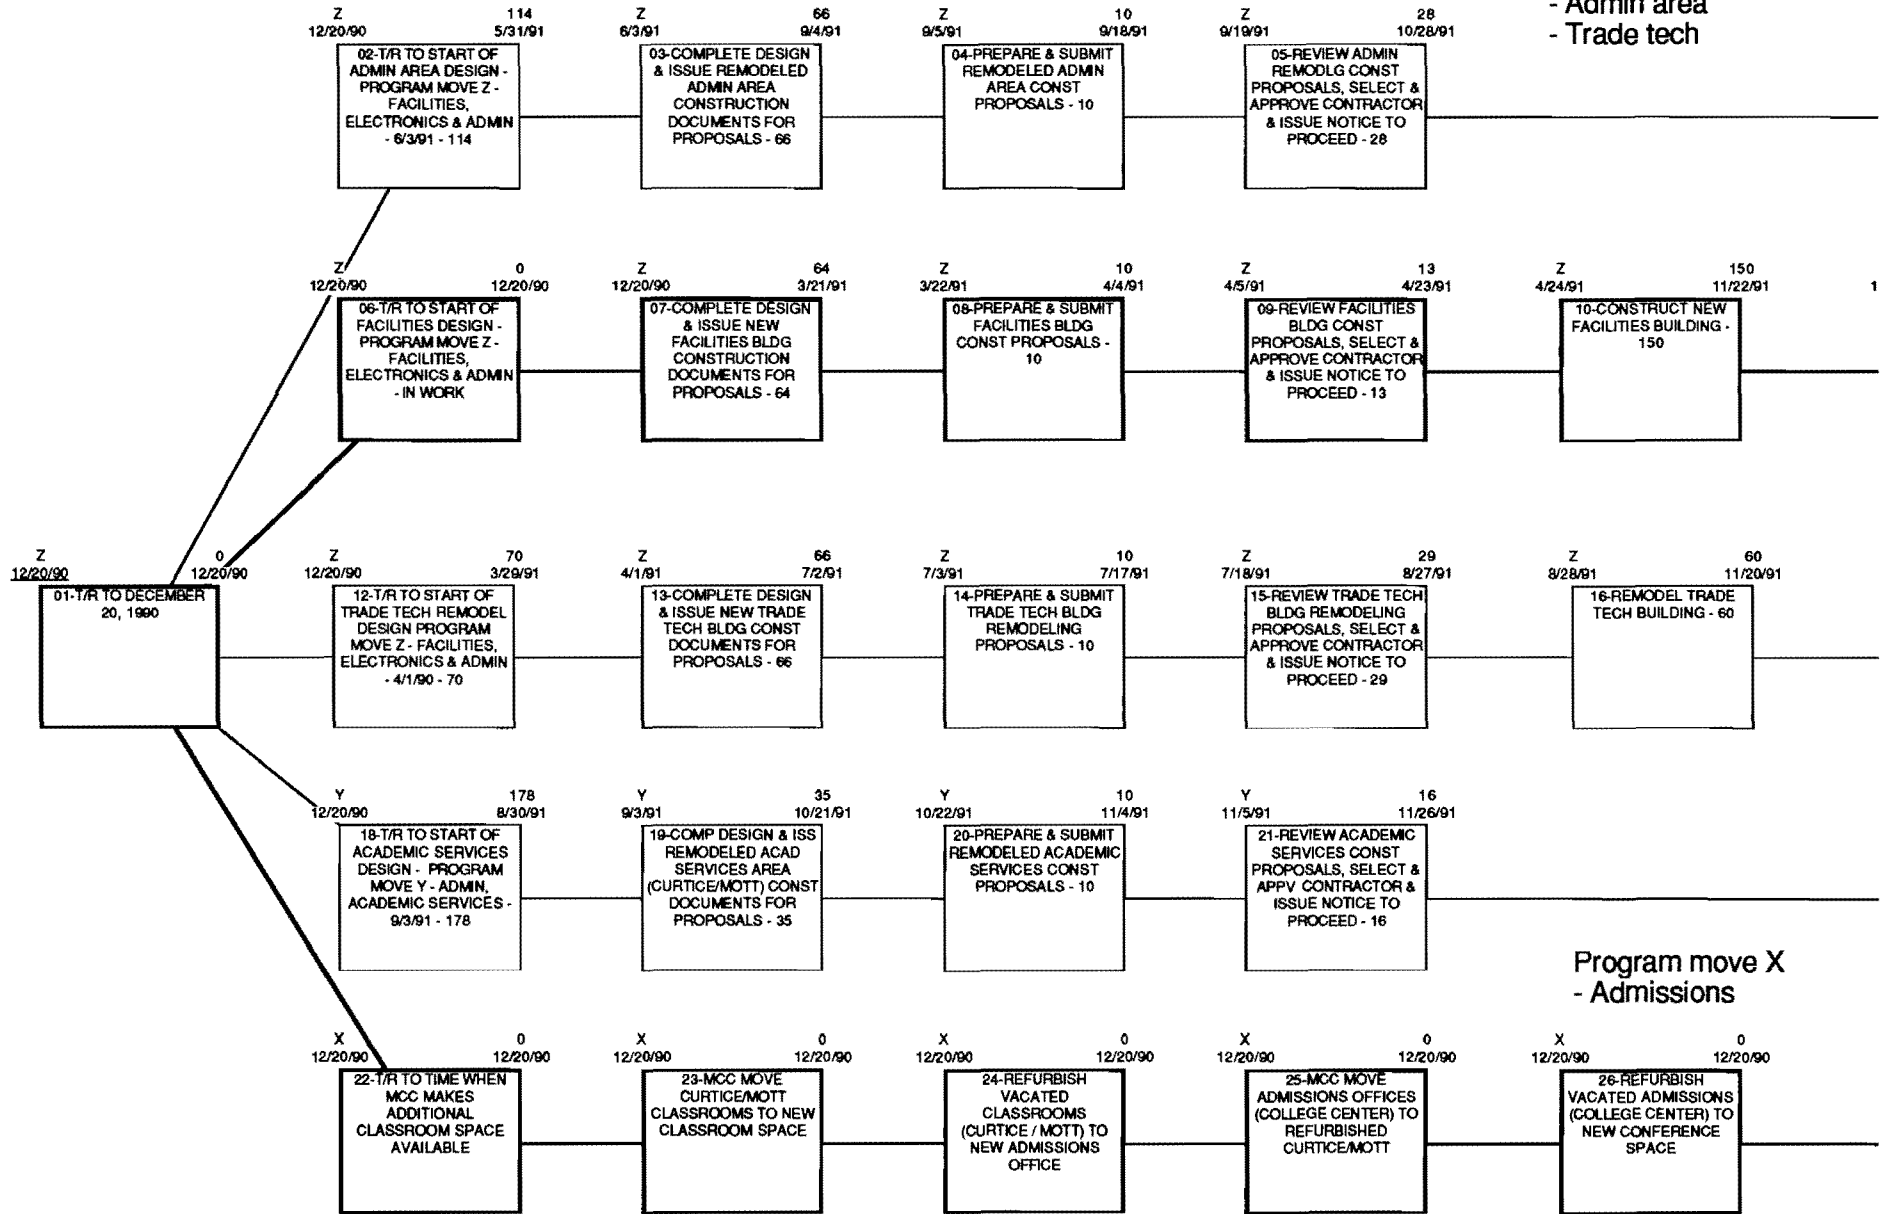 - Admin area
- Trade tech
Z 114
12/20/90 5/31/91
02-T/R TO START OF
ADMIN AREA DESIGN -
PROGRAM MOVE Z -
FACILITIES,
ELECTRONICS & ADMIN
- 6/3/91 - 114
Z 66
6/3/91 9/4/91
03-COMPLETE DESIGN
& ISSUE REMODELED
ADMIN AREA
CONSTRUCTION
DOCUMENTS FOR
PROPOSALS - 66
Z 10
9/5/91 9/18/91
04-PREPARE & SUBMIT
REMODELED ADMIN
AREA CONST
PROPOSALS - 10
Z 28
9/19/91 10/28/91
05-REVIEW ADMIN
REMODLG CONST
PROPOSALS, SELECT &
APPROVE CONTRACTOR
& ISSUE NOTICE TO
PROCEED - 28
Z 0
12/20/90 12/20/90
06-T/R TO START OF
FACILITIES DESIGN -
PROGRAM MOVE Z -
FACILITIES,
ELECTRONICS & ADMIN
- IN WORK
Z 64
12/20/90 3/21/91
07-COMPLETE DESIGN
& ISSUE NEW
FACILITIES BLDG
CONSTRUCTION
DOCUMENTS FOR
PROPOSALS - 64
Z 10
3/22/91 4/4/91
08-PREPARE & SUBMIT
FACILITIES BLDG
CONST PROPOSALS -
10
Z 13
4/5/91 4/23/91
09-REVIEW FACILITIES
BLDG CONST
PROPOSALS, SELECT &
APPROVE CONTRACTOR
& ISSUE NOTICE TO
PROCEED - 13
Z 150
4/24/91 11/22/91
10-CONSTRUCT NEW
FACILITIES BUILDING -
150
1
Z 0
12/20/90 12/20/90
01-T/R TO DECEMBER
20, 1990
Z 70
12/20/90 3/29/91
12-T/R TO START OF
TRADE TECH REMODEL
DESIGN PROGRAM
MOVE Z - FACILITIES,
ELECTRONICS & ADMIN
- 4/1/90 - 70
Z 66
4/1/91 7/2/91
13-COMPLETE DESIGN
& ISSUE NEW TRADE
TECH BLDG CONST
DOCUMENTS FOR
PROPOSALS - 66
Z 10
7/3/91 7/17/91
14-PREPARE & SUBMIT
TRADE TECH BLDG
REMODELING
PROPOSALS - 10
Z 29
7/18/91 8/27/91
15-REVIEW TRADE TECH
BLDG REMODELING
PROPOSALS, SELECT &
APPROVE CONTRACTOR
& ISSUE NOTICE TO
PROCEED - 29
Z 60
8/28/91 11/20/91
16-REMODEL TRADE
TECH BUILDING - 60
Y 178
12/20/90 8/30/91
18-T/R TO START OF
ACADEMIC SERVICES
DESIGN - PROGRAM
MOVE Y - ADMIN,
ACADEMIC SERVICES -
9/3/91 - 178
Y 35
9/3/91 10/21/91
19-COMP DESIGN & ISS
REMODELED ACAD
SERVICES AREA
(CURTICE/MOTT) CONST
DOCUMENTS FOR
PROPOSALS - 35
Y 10
10/22/91 11/4/91
20-PREPARE & SUBMIT
REMODELED ACADEMIC
SERVICES CONST
PROPOSALS - 10
Y 16
11/5/91 11/26/91
21-REVIEW ACADEMIC
SERVICES CONST
PROPOSALS, SELECT &
APPV CONTRACTOR &
ISSUE NOTICE TO
PROCEED - 16
Program move X
- Admissions
X 0
12/20/90 12/20/90
22-T/R TO TIME WHEN
MCC MAKES
ADDITIONAL
CLASSROOM SPACE
AVAILABLE
X 0
12/20/90 12/20/90
23-MCC MOVE
CURTICE/MOTT
CLASSROOMS TO NEW
CLASSROOM SPACE
X 0
12/20/90 12/20/90
24-REFURBISH
VACATED
CLASSROOMS
(CURTICE / MOTT) TO
NEW ADMISSIONS
OFFICE
X 0
12/20/90 12/20/90
25-MCC MOVE
ADMISSIONS OFFICES
(COLLEGE CENTER) TO
REFURBISHED
CURTICE/MOTT
X 0
12/20/90 12/20/90
26-REFURBISH
VACATED ADMISSIONS
(COLLEGE CENTER) TO
NEW CONFERENCE
SPACE